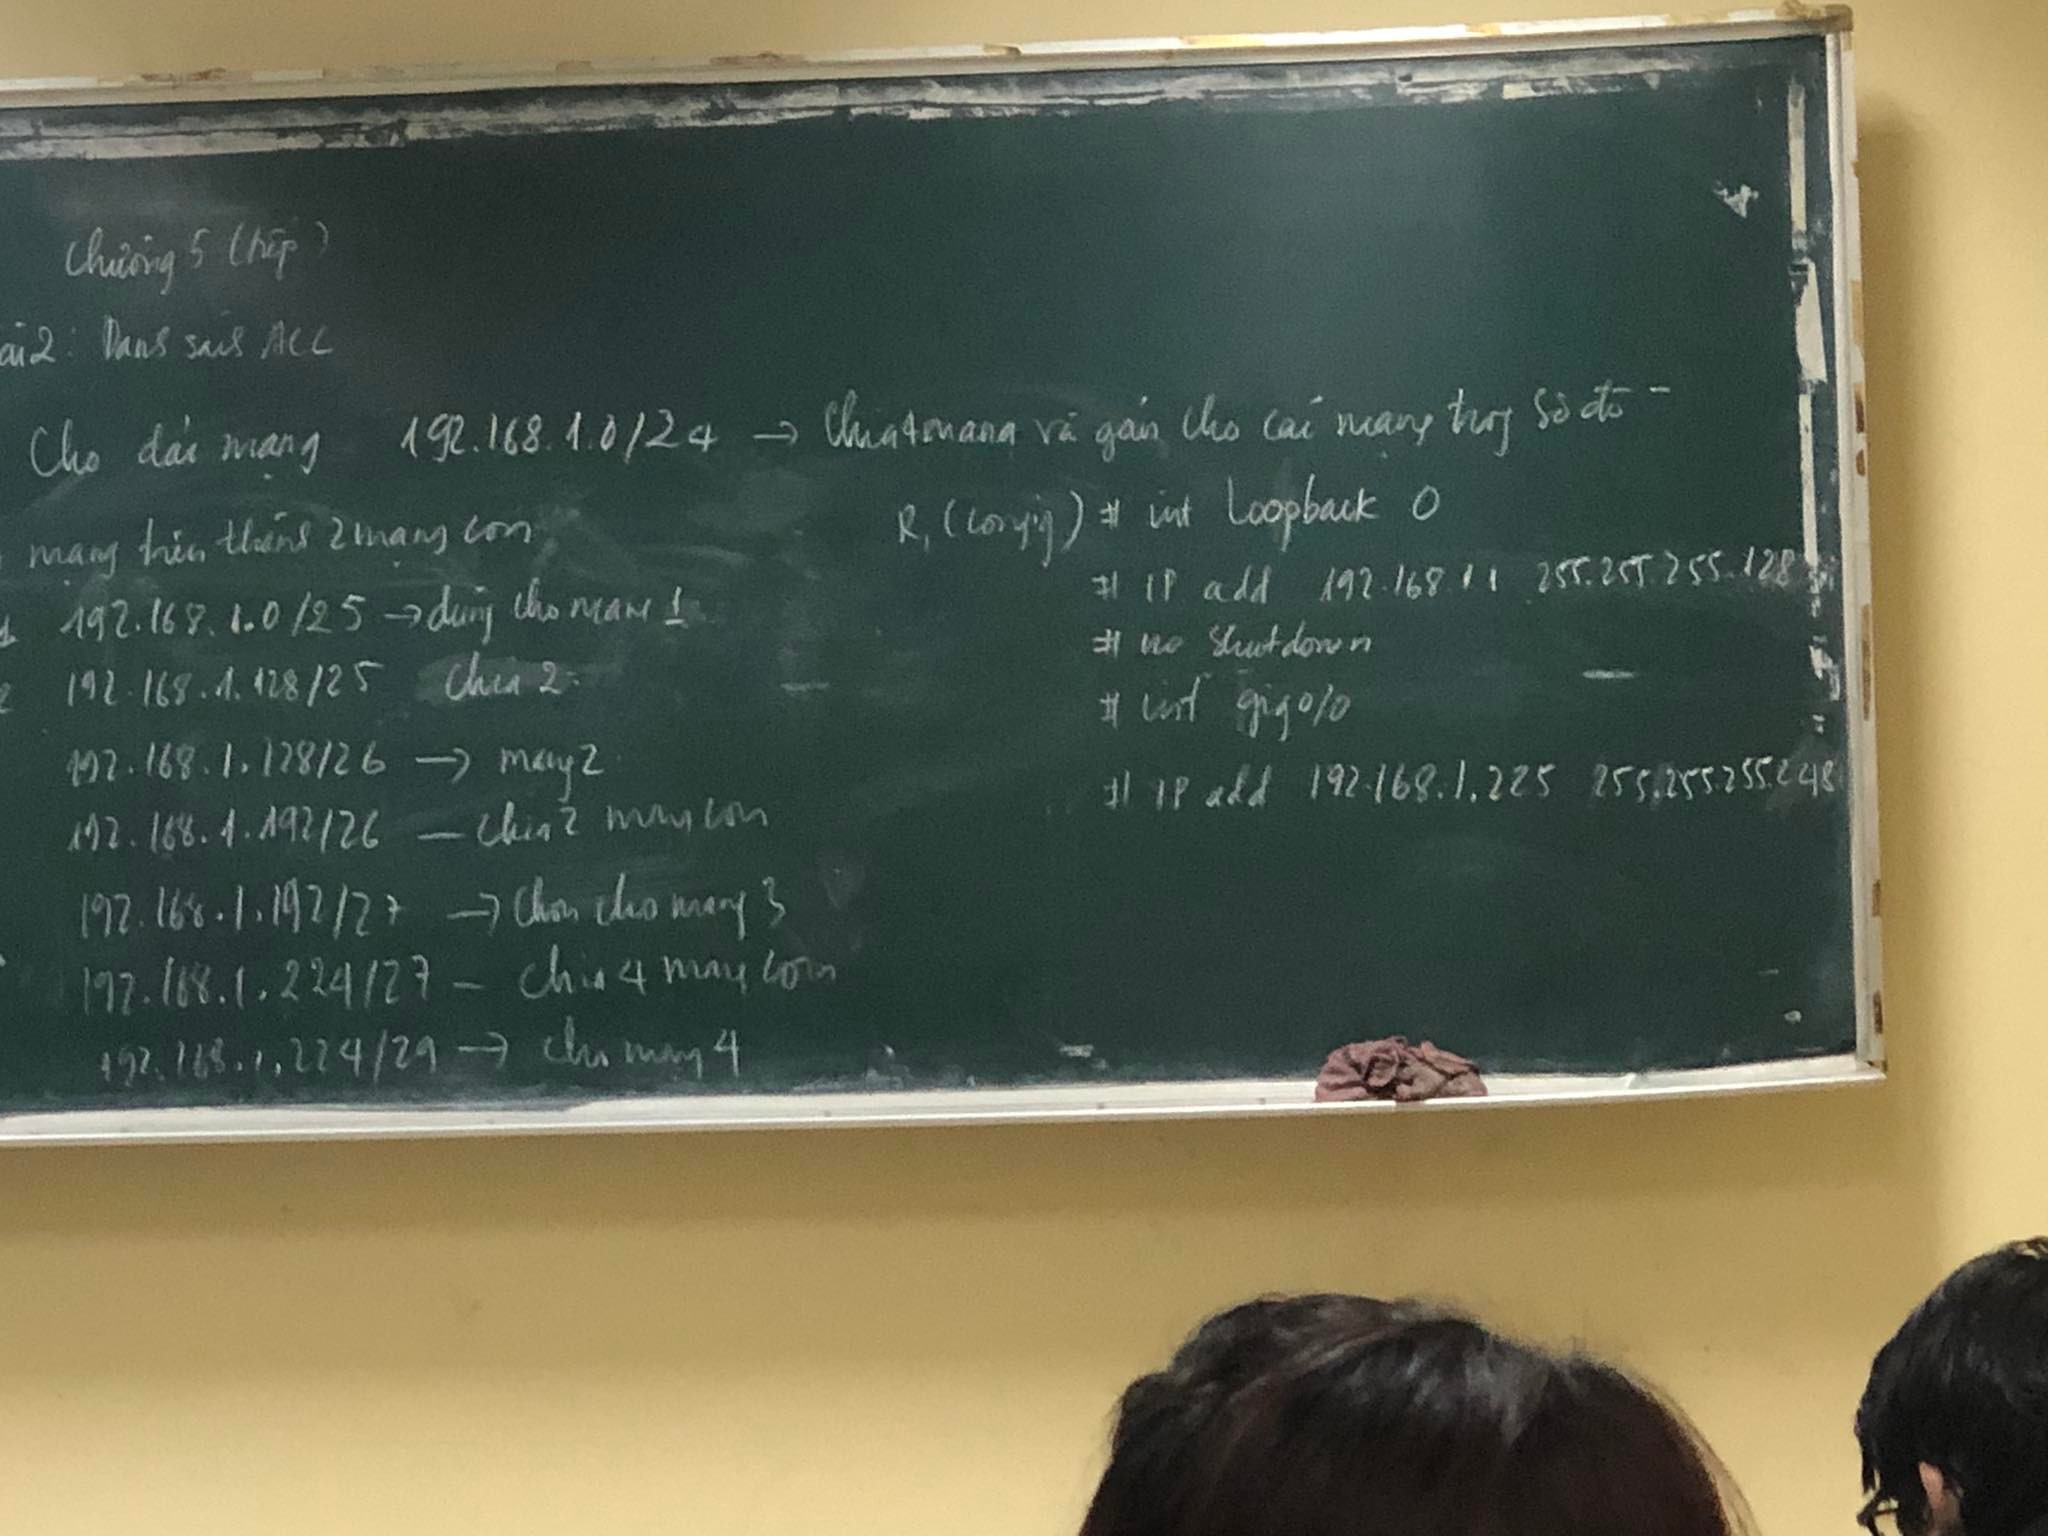 Chương 5 (tiếp)
ài 2: Danh sách ACL
Cho dải mạng 192.168.1.0/24 → Chia 4 mạng và gán cho các mạng trong sơ đồ
mạng trên thành 2 mạng con
1 192.168.1.0/25 → dùng cho mạng 1
2 192.168.1.128/25 chia 2
192.168.1.128/26 → mạng 2
192.168.1.192/26 — chia 2 mạng con
192.168.1.192/27 → chọn cho mạng 3
192.168.1.224/27 — chia 4 mạng con
192.168.1.224/29 → cho mạng 4
R1 (config) # int Loopback 0
# IP add 192.168.1.1 255.255.255.128
# no shutdown
# int gig0/0
# IP add 192.168.1.225 255.255.255.248